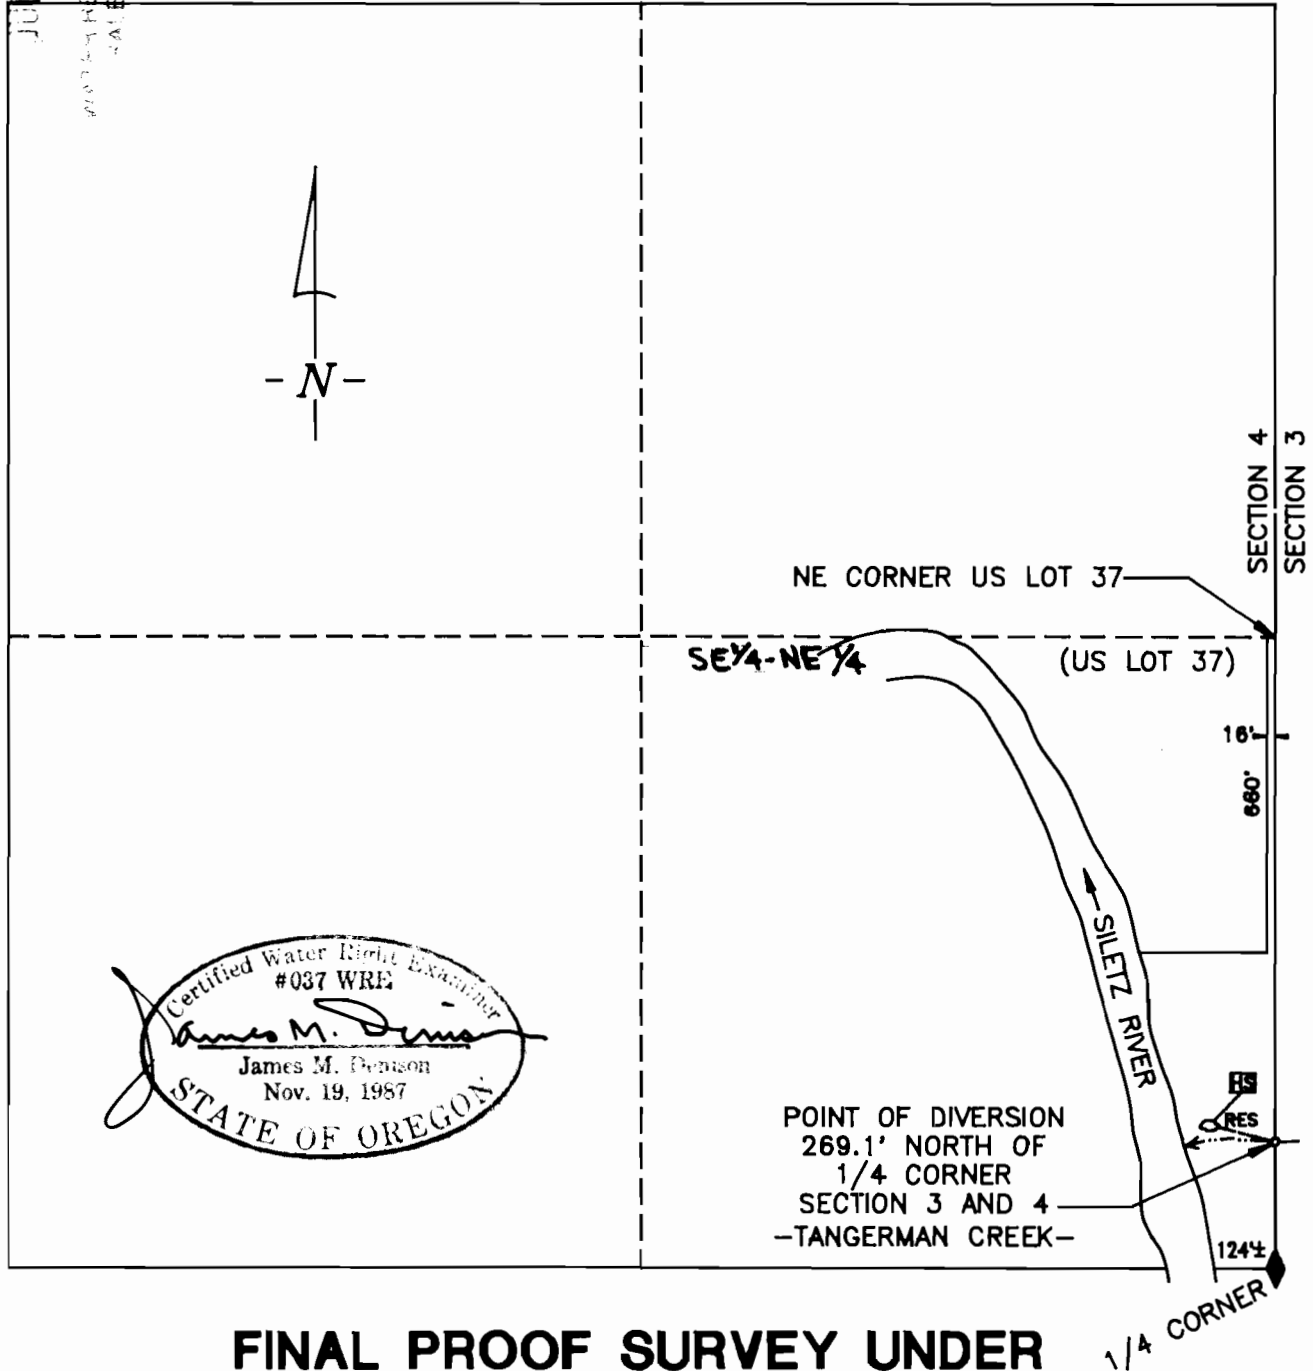 - N -
SECTION 4
SECTION 3
NE CORNER US LOT 37
SE¼-NE¼
(US LOT 37)
16'
660'
SILETZ RIVER
Certified Water Right Examiner
#037 WRE
James M. Denison
James M. Denison
Nov. 19, 1987
STATE OF OREGON
HS
RES
POINT OF DIVERSION
269.1' NORTH OF
1/4 CORNER
SECTION 3 AND 4
-TANGERMAN CREEK-
124'±
1/4 CORNER
FINAL PROOF SURVEY UNDER